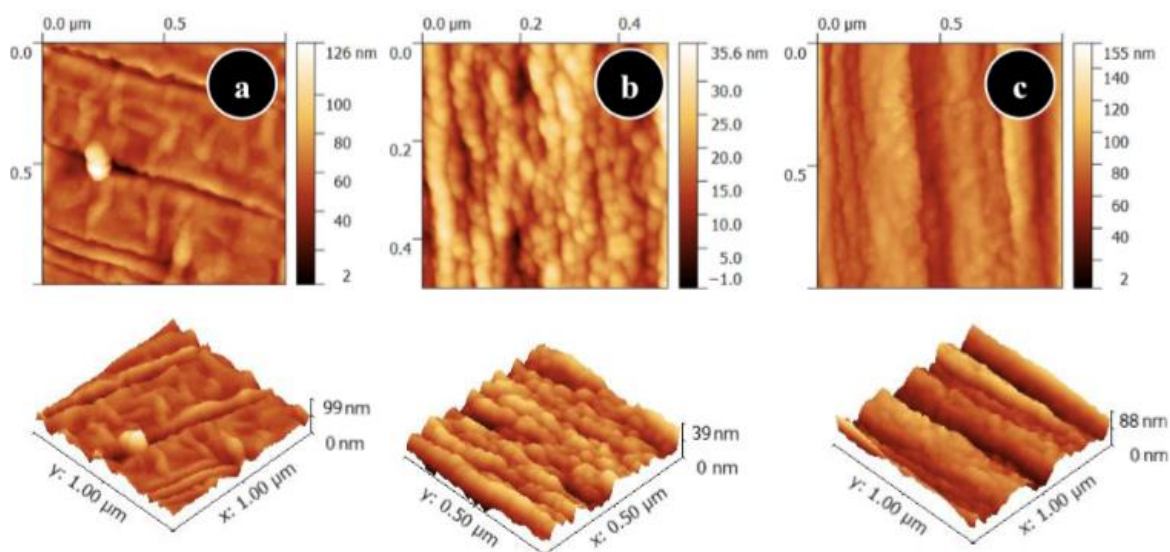 0.0 µm 0.5
0.5
a
126 nm
100
80
60
40
2
0.0 µm 0.2 0.4
0.0
0.2
0.4
b
35.6 nm
30.0
25.0
20.0
15.0
10.0
5.0
−1.0
0.0 µm 0.5
0.0
0.5
c
155 nm
140
120
100
80
60
40
2
99 nm
0 nm
y: 1.00 µm
x: 1.00 µm
39 nm
0 nm
y: 0.50 µm
x: 0.50 µm
88 nm
0 nm
y: 1.00 µm
x: 1.00 µm